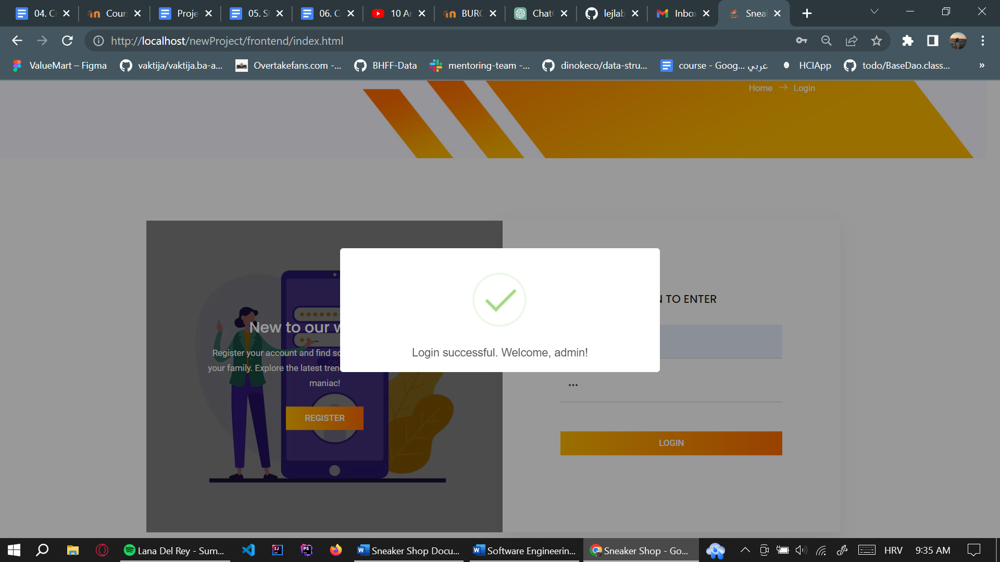 04. C
Cour
Proje
05. S
06. C
10 A
BURG
Chat
lejlab
Inbo
Sneal
http://localhost/newProject/frontend/index.html
ValueMart – Figma
vaktija/vaktija.ba-a...
Overtakefans.com -...
BHFF-Data
mentoring-team -...
dinokeco/data-stru...
course - Goog... عربي
HCIApp
todo/BaseDao.class...
»
Home → Login
Login successful. Welcome, admin!
N TO ENTER
New to our w
Register your account and find so
your family. Explore the latest tren
maniac!
REGISTER
•••
LOGIN
Lana Del Rey - Sum...
Sneaker Shop Docu...
Software Engineerin...
Sneaker Shop - Go...
HRV
9:35 AM